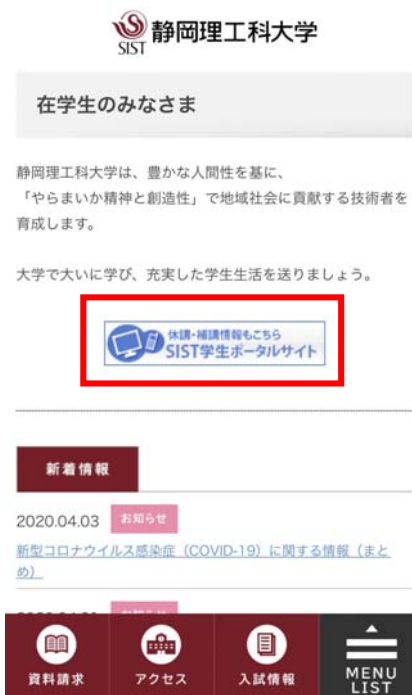 SIST 静岡理工科大学
在学生のみなさま
静岡理工科大学は、豊かな人間性を基に、
「やらまいか精神と創造性」で地域社会に貢献する技術者を
育成します。
大学で大いに学び、充実した学生生活を送りましょう。
休講・補講情報もこちら
SIST学生ポータルサイト
新着情報
2020.04.03 お知らせ
新型コロナウイルス感染症（COVID-19）に関する情報（まと
め）
資料請求
アクセス
入試情報
MENU
LIST